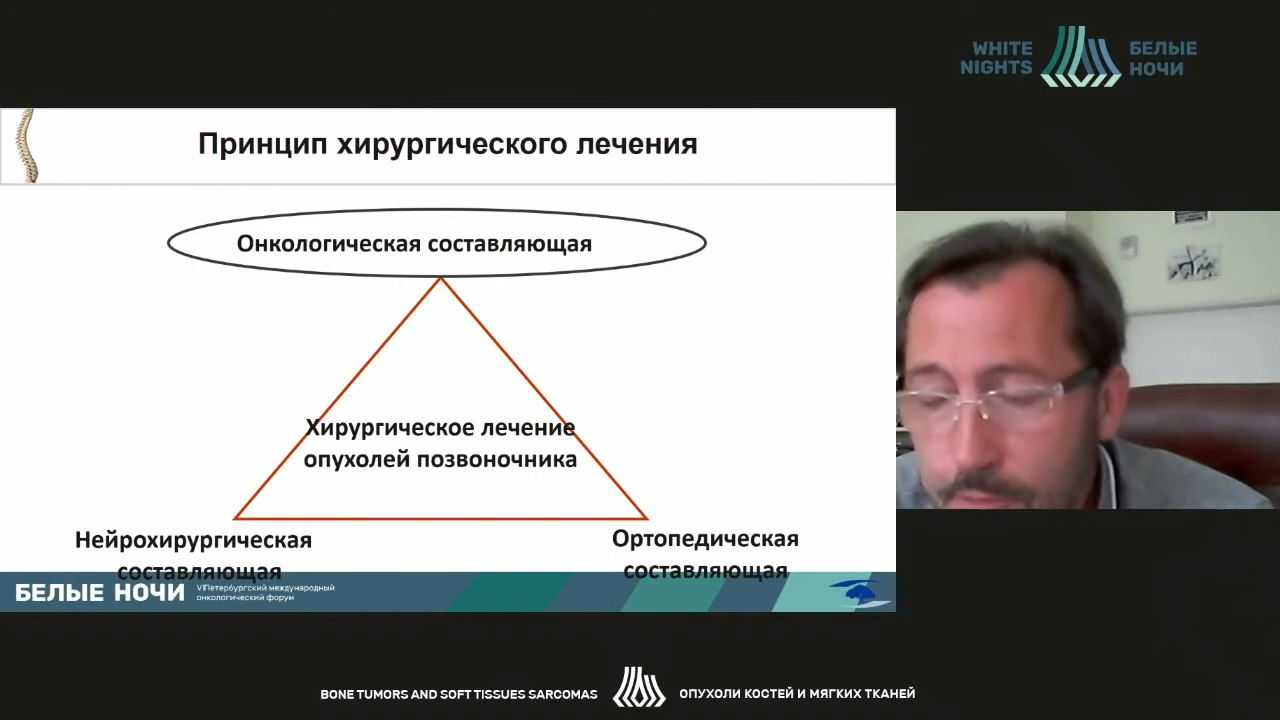 WHITE
NIGHTS
БЕЛЫЕ
НОЧИ
Принцип хирургического лечения
Онкологическая составляющая
Хирургическое лечение
опухолей позвоночника
Нейрохирургическая
составляющая
Ортопедическая
составляющая
БЕЛЫЕ НОЧИ
VI Петербургский международный
онкологический форум
BONE TUMORS AND SOFT TISSUES SARCOMAS
ОПУХОЛИ КОСТЕЙ И МЯГКИХ ТКАНЕЙ